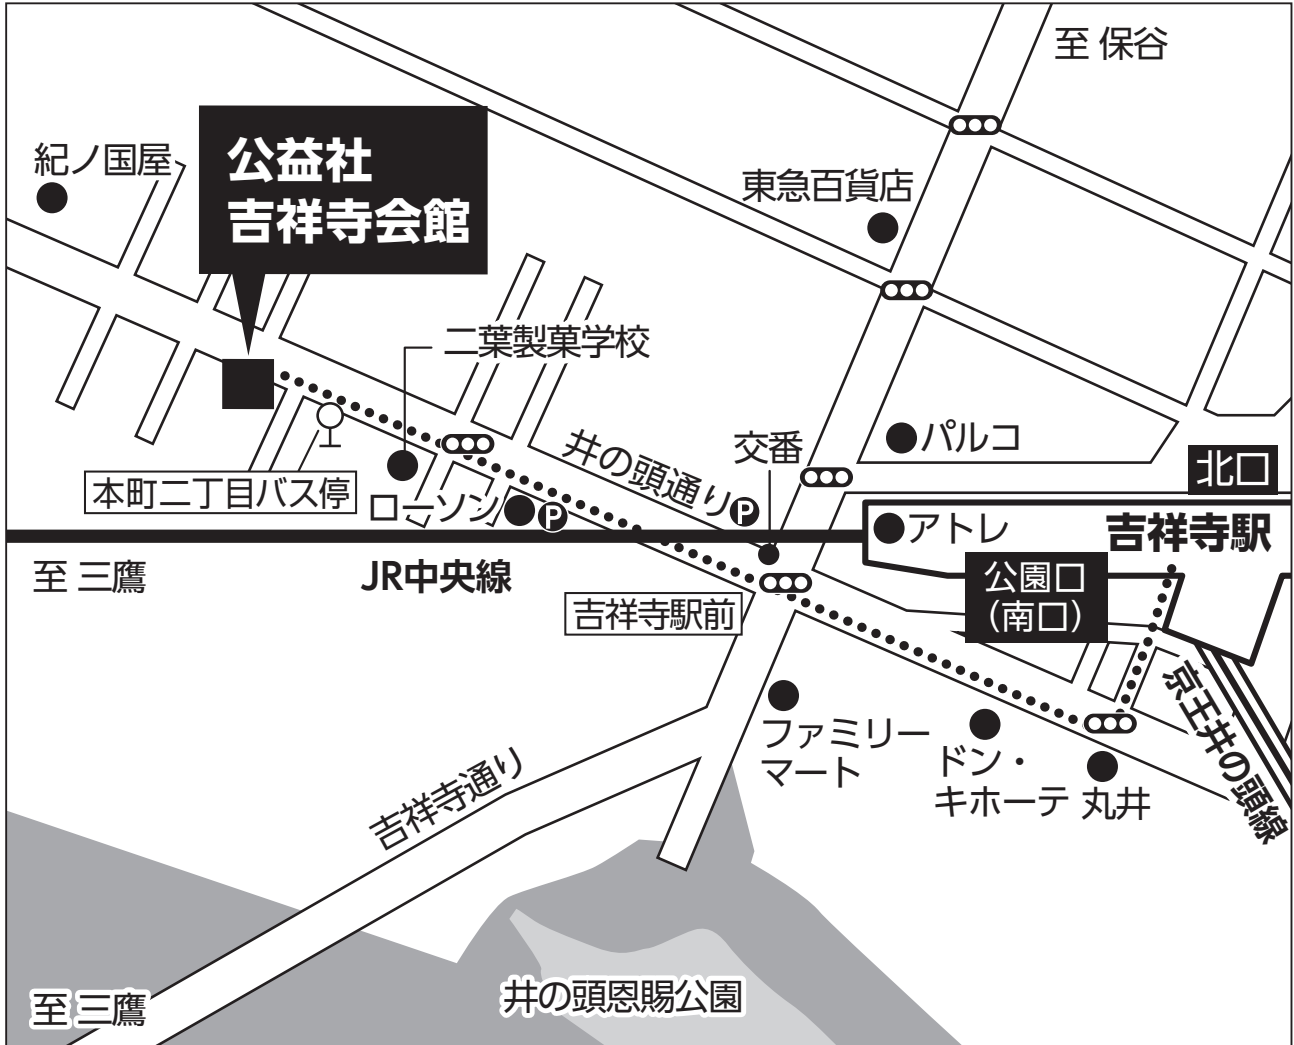 至 保谷
紀ノ国屋
公益社
吉祥寺会館
東急百貨店
二葉製菓学校
井の頭通り
P
交番
パルコ
北口
本町二丁目バス停
ローソン
P
アトレ
吉祥寺駅
至 三鷹
JR中央線
公園口
（南口）
吉祥寺駅前
京王井の頭線
ファミリー
マート
ドン・
キホーテ
丸井
吉祥寺通り
井の頭恩賜公園
至 三鷹